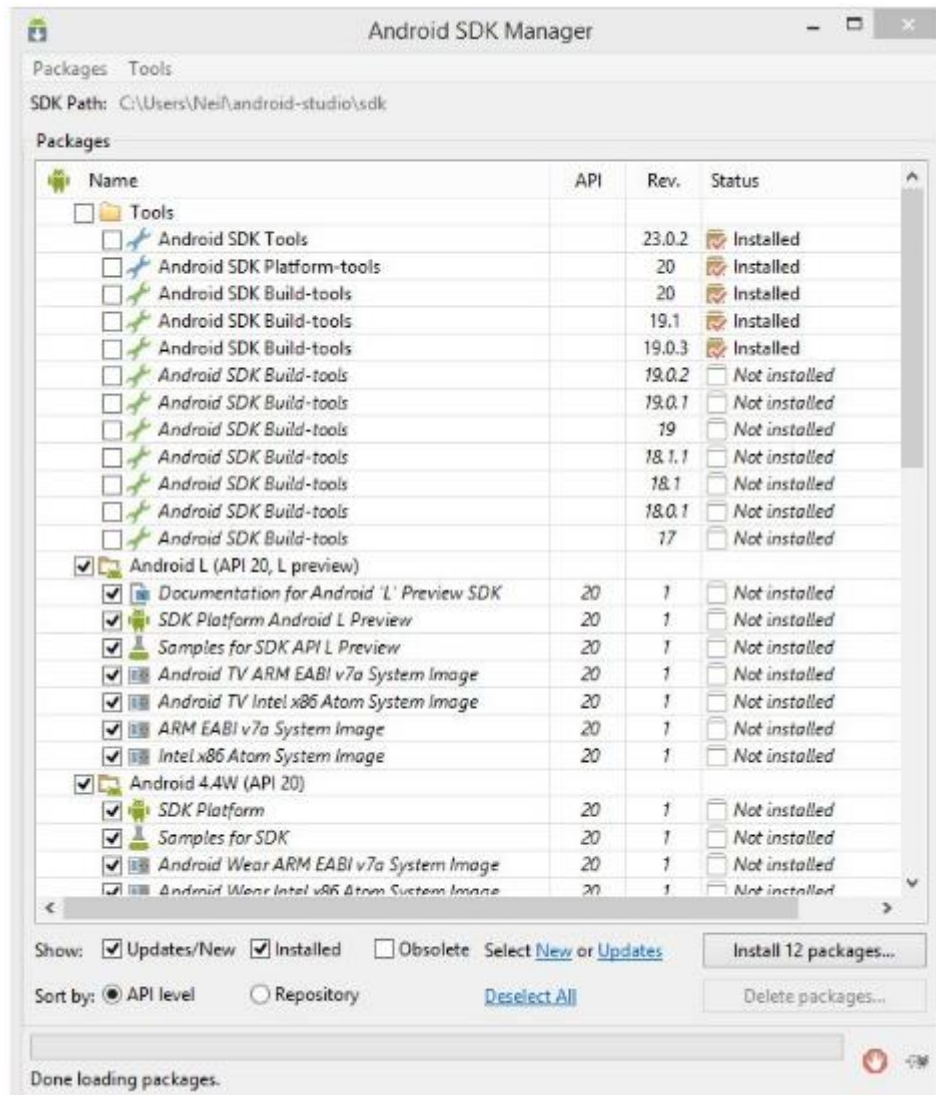 Android SDK Manager
Packages Tools
SDK Path: C:\Users\Neil\android-studio\sdk
Packages
Name API Rev. Status
Tools
Android SDK Tools 23.0.2 Installed
Android SDK Platform-tools 20 Installed
Android SDK Build-tools 20 Installed
Android SDK Build-tools 19.1 Installed
Android SDK Build-tools 19.0.3 Installed
Android SDK Build-tools 19.0.2 Not installed
Android SDK Build-tools 19.0.1 Not installed
Android SDK Build-tools 19 Not installed
Android SDK Build-tools 18.1.1 Not installed
Android SDK Build-tools 18.1 Not installed
Android SDK Build-tools 18.0.1 Not installed
Android SDK Build-tools 17 Not installed
Android L (API 20, L preview)
Documentation for Android 'L' Preview SDK 20 1 Not installed
SDK Platform Android L Preview 20 1 Not installed
Samples for SDK API L Preview 20 1 Not installed
Android TV ARM EABI v7a System Image 20 1 Not installed
Android TV Intel x86 Atom System Image 20 1 Not installed
ARM EABI v7a System Image 20 1 Not installed
Intel x86 Atom System Image 20 1 Not installed
Android 4.4W (API 20)
SDK Platform 20 1 Not installed
Samples for SDK 20 1 Not installed
Android Wear ARM EABI v7a System Image 20 1 Not installed
Android Wear Intel x86 Atom System Image 20 1 Not installed
Show: Updates/New Installed Obsolete Select New or Updates Install 12 packages...
Sort by: API level Repository Deselect All Delete packages...
Done loading packages.